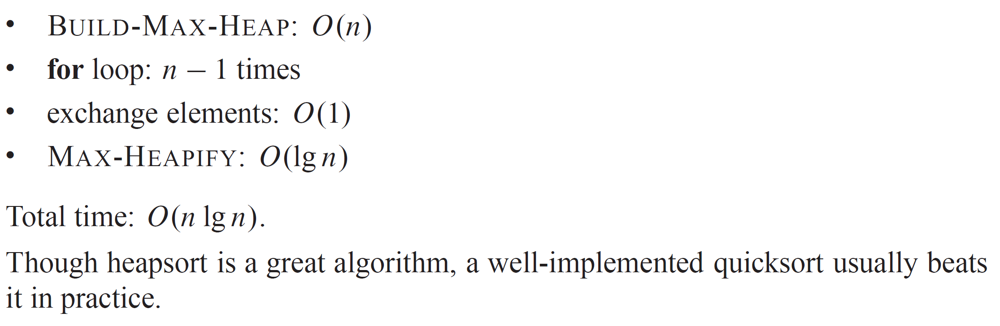 • BUILD-MAX-HEAP: O(n)
• for loop: n − 1 times
• exchange elements: O(1)
• MAX-HEAPIFY: O(lg n)
Total time: O(n lg n).
Though heapsort is a great algorithm, a well-implemented quicksort usually beats
it in practice.